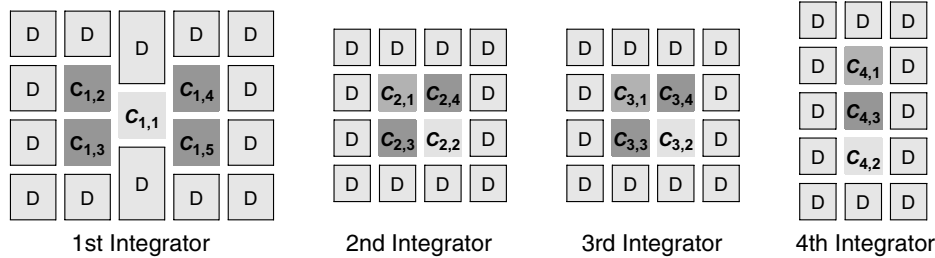 D D D D D
D C1,2 C1,1 C1,4 D
D C1,3 C1,5 D
D D D D D
1st Integrator
D D D D
D C2,1 C2,4 D
D C2,3 C2,2 D
D D D D
2nd Integrator
D D D D
D C3,1 C3,4 D
D C3,3 C3,2 D
D D D D
3rd Integrator
D D D
D C4,1 D
D C4,3 D
D C4,2 D
D D D
4th Integrator